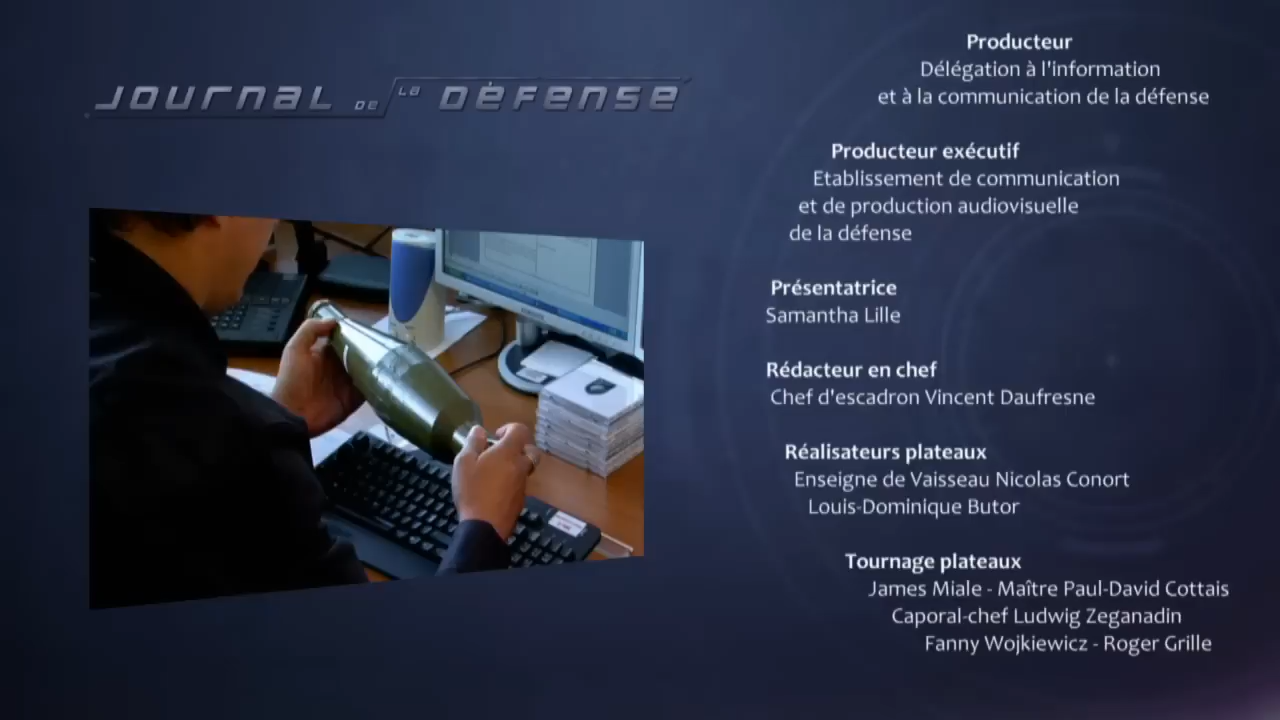 JOURNAL DE LA DÉFENSE
Producteur
Délégation à l'information
et à la communication de la défense
Producteur exécutif
Etablissement de communication
et de production audiovisuelle
de la défense
Présentatrice
Samantha Lille
Rédacteur en chef
Chef d'escadron Vincent Daufresne
Réalisateurs plateaux
Enseigne de Vaisseau Nicolas Conort
Louis-Dominique Butor
Tournage plateaux
James Miale - Maître Paul-David Cottais
Caporal-chef Ludwig Zeganadin
Fanny Wojkiewicz - Roger Grille